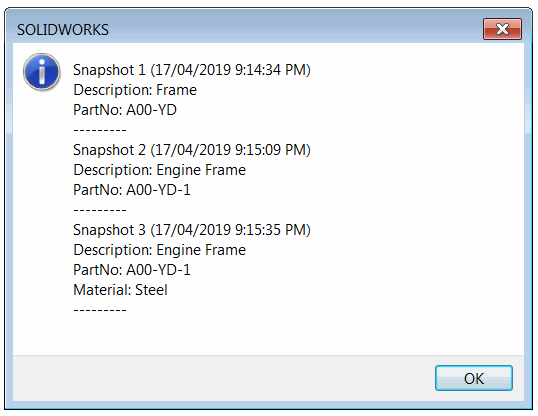 SOLIDWORKS
Snapshot 1 (17/04/2019 9:14:34 PM)
Description: Frame
PartNo: A00-YD
---------
Snapshot 2 (17/04/2019 9:15:09 PM)
Description: Engine Frame
PartNo: A00-YD-1
---------
Snapshot 3 (17/04/2019 9:15:35 PM)
Description: Engine Frame
PartNo: A00-YD-1
Material: Steel
---------
OK